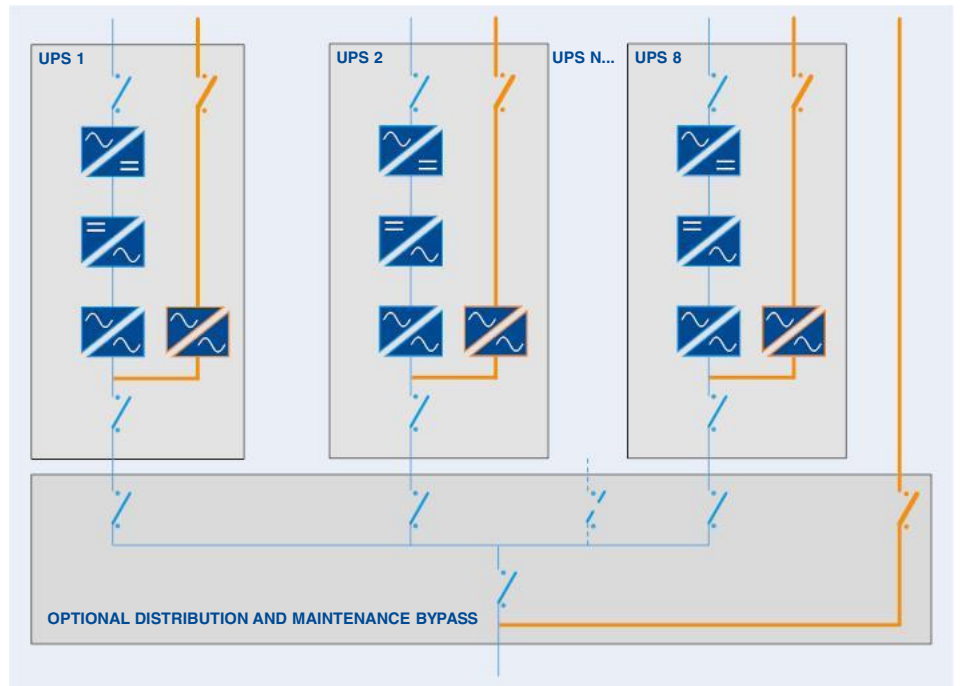 UPS 1
UPS 2
UPS N...
UPS 8
OPTIONAL DISTRIBUTION AND MAINTENANCE BYPASS